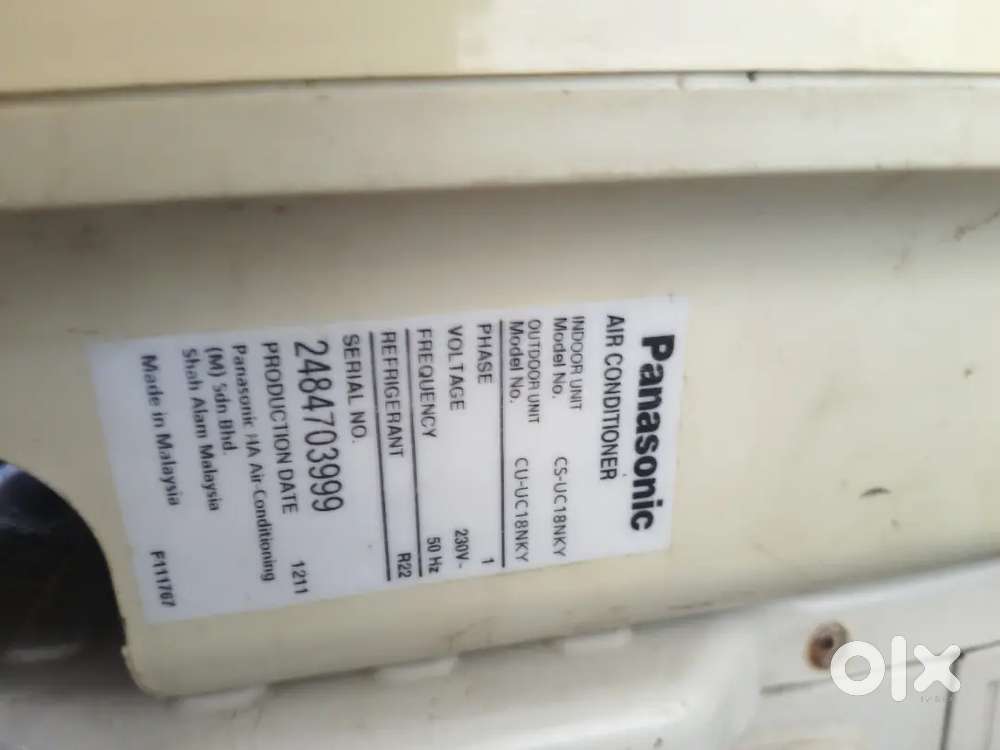 Panasonic
AIR CONDITIONER
INDOOR UNIT
Model No. CS-UC18NKY
OUTDOOR UNIT
Model No. CU-UC18NKY
PHASE 1
VOLTAGE 230V~
FREQUENCY 50 Hz
REFRIGERANT R22
SERIAL NO.
2484703999
PRODUCTION DATE 1211
Panasonic HA Air-Conditioning
(M) Sdn Bhd.
Shah Alam Malaysia
Made in Malaysia F111767
olx